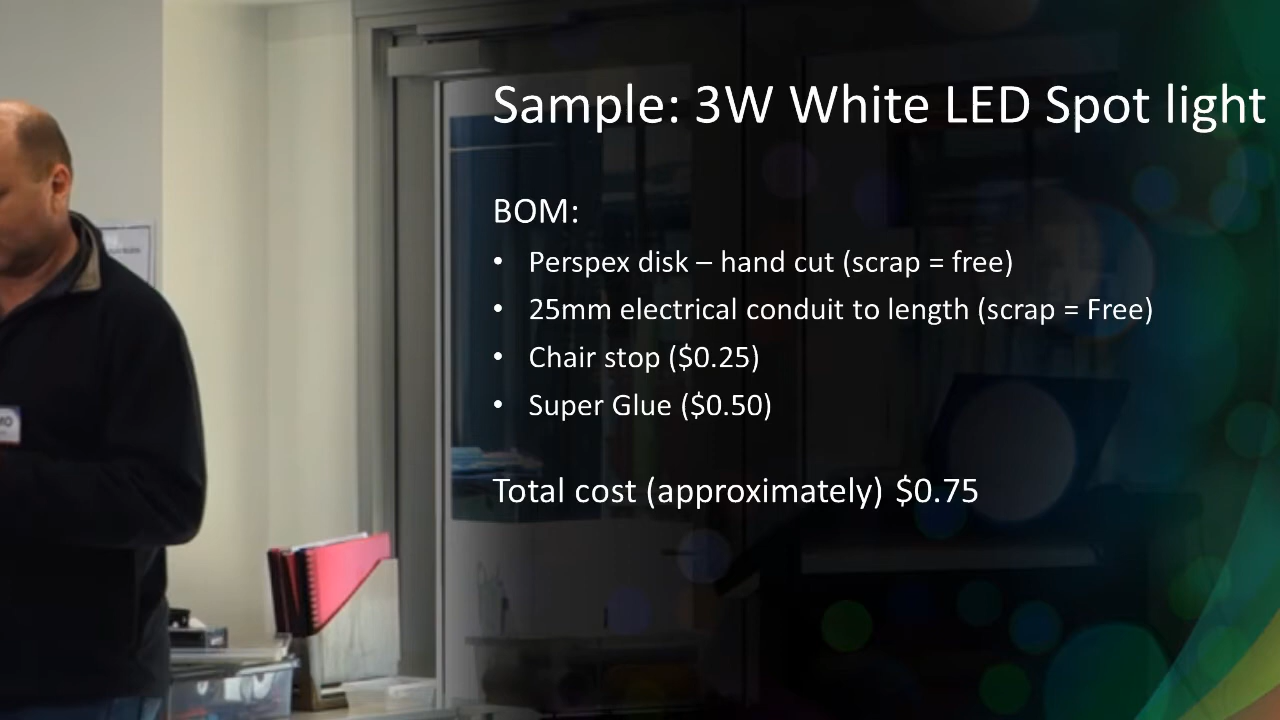 Sample: 3W White LED Spot light
BOM:
• Perspex disk – hand cut (scrap = free)
• 25mm electrical conduit to length (scrap = Free)
• Chair stop ($0.25)
• Super Glue ($0.50)
Total cost (approximately) $0.75